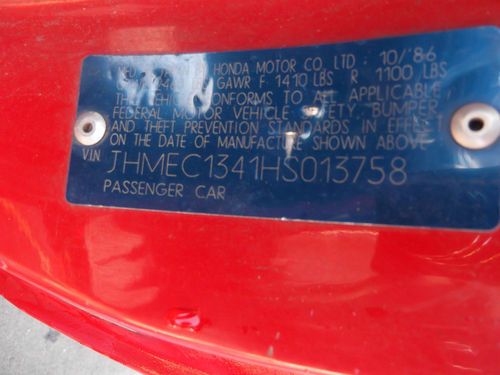 HONDA MOTOR CO., LTD. 10/'86
GAWR F 1410 LBS R 1100 LBS
CONFORMS TO ALL APPLICABLE
FEDERAL MOTOR VEHICLE SAFETY, BUMPER
AND THEFT PREVENTION STANDARDS IN EFFECT
ON THE DATE OF MANUFACTURE SHOWN ABOVE.
VIN JHMEC1341HS013758
PASSENGER CAR